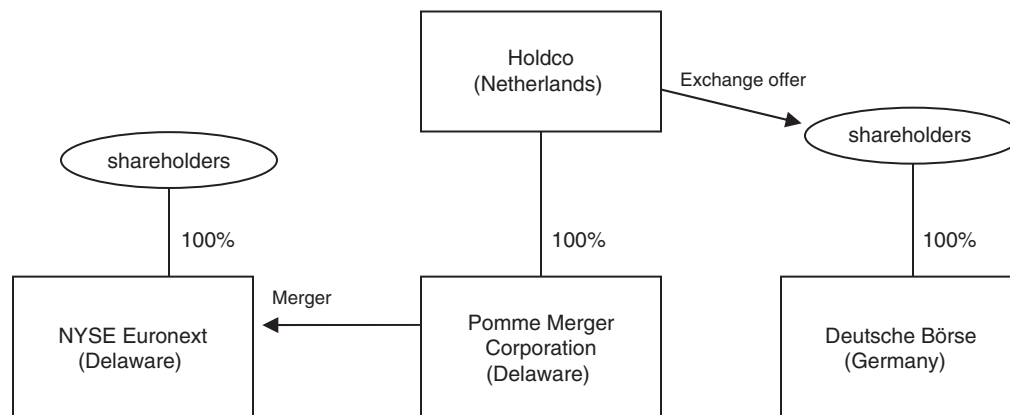 Holdco
(Netherlands)
Exchange offer
shareholders
shareholders
100%
100%
100%
Merger
NYSE Euronext
(Delaware)
Pomme Merger
Corporation
(Delaware)
Deutsche Börse
(Germany)